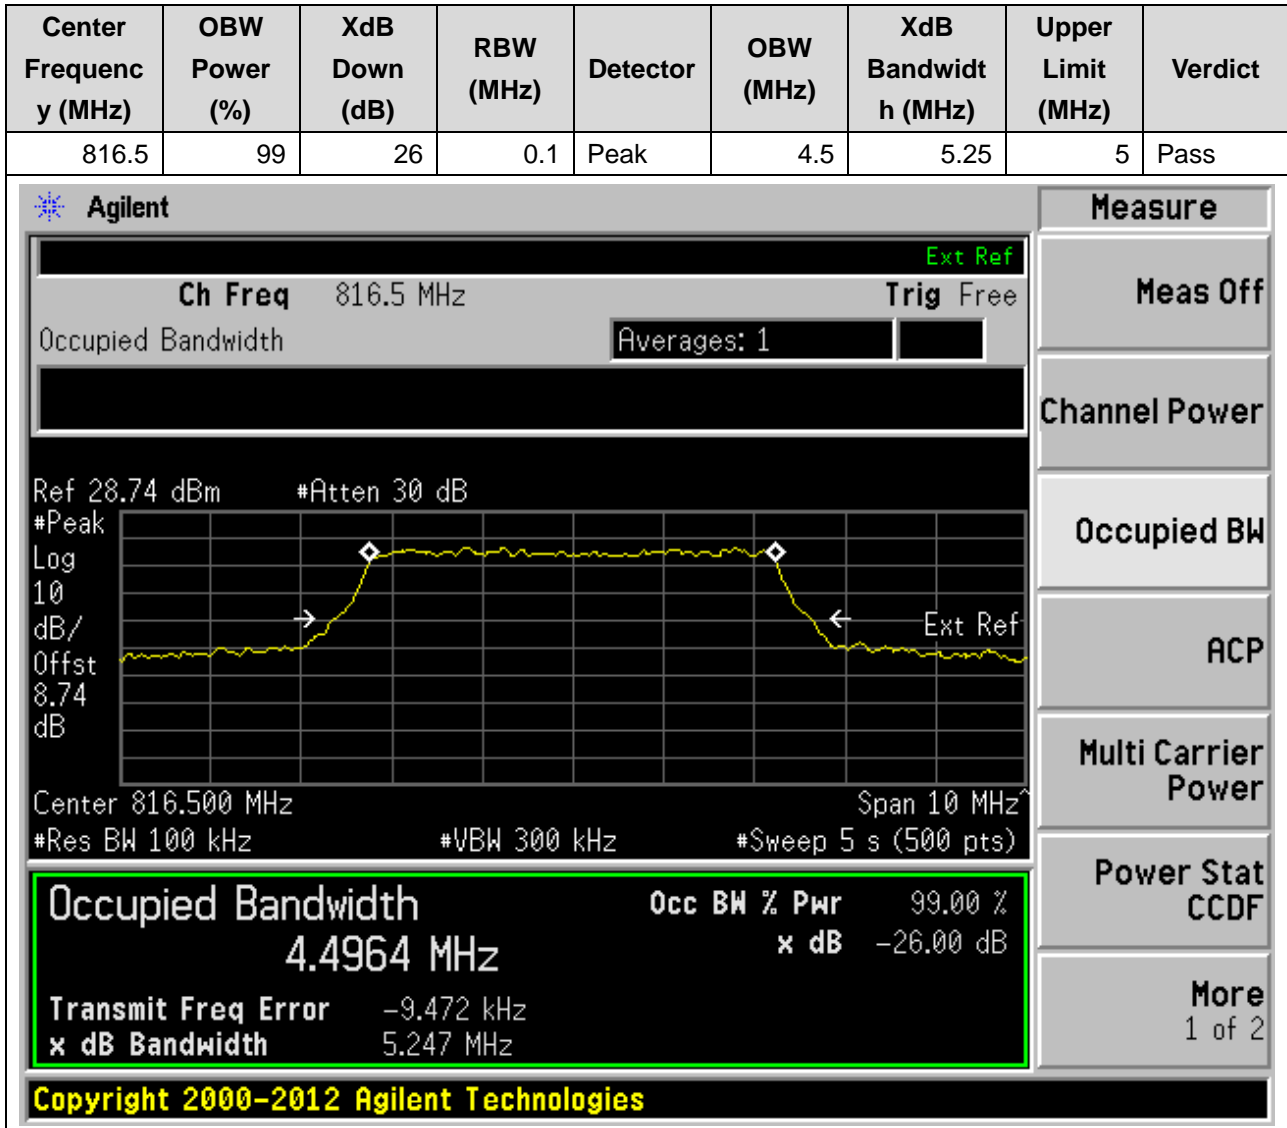 Center Frequency (MHz) OBW Power (%) XdB Down (dB) RBW (MHz) Detector OBW (MHz) XdB Bandwidth (MHz) Upper Limit (MHz) Verdict
816.5 99 26 0.1 Peak 4.5 5.25 5 Pass
Agilent
Measure
Ext Ref
Ch Freq 816.5 MHz Trig Free
Meas Off
Occupied Bandwidth Averages: 1
Channel Power
Ref 28.74 dBm #Atten 30 dB
#Peak
Log
10
dB/
Offst
8.74
dB
Ext Ref
Occupied BW
ACP
Center 816.500 MHz Span 10 MHz^
#Res BW 100 kHz #VBW 300 kHz #Sweep 5 s (500 pts)
Multi Carrier
Power
Occupied Bandwidth Occ BW % Pwr 99.00 %
4.4964 MHz x dB -26.00 dB
Transmit Freq Error -9.472 kHz
x dB Bandwidth 5.247 MHz
Power Stat
CCDF
More
1 of 2
Copyright 2000-2012 Agilent Technologies